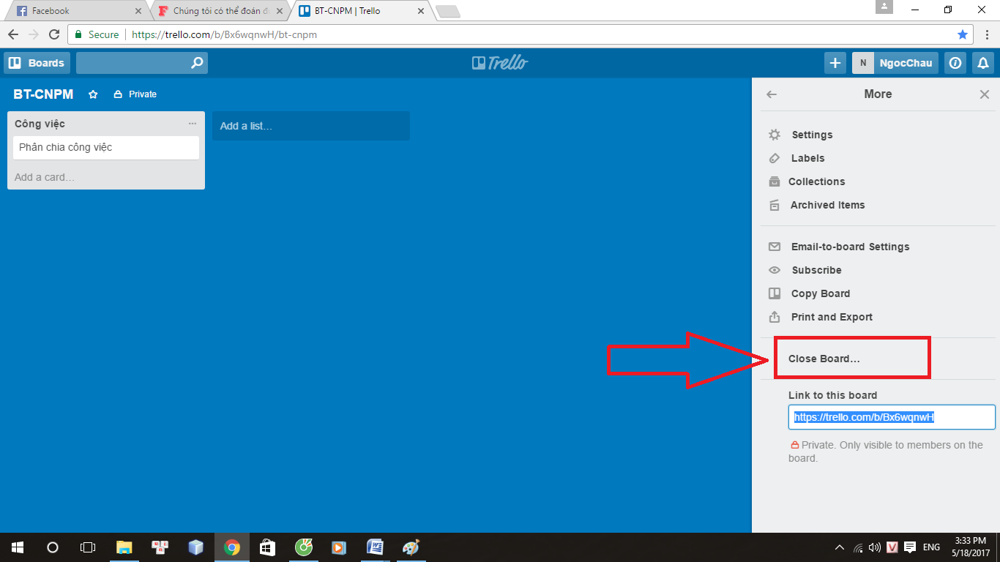 Facebook
Chúng tôi có thể đoán đ
BT-CNPM | Trello
Secure
https://trello.com/b/Bx6wqnwH/bt-cnpm
Boards
Trello
N
NgocChau
BT-CNPM
Private
More
Công việc
Add a list…
Phân chia công việc
Add a card…
Settings
Labels
Collections
Archived Items
Email-to-board Settings
Subscribe
Copy Board
Print and Export
Close Board…
Link to this board
https://trello.com/b/Bx6wqnwH
Private. Only visible to members on the
board.
ENG
3:33 PM
5/18/2017